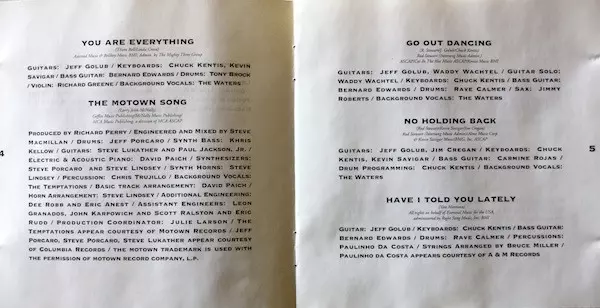 YOU ARE EVERYTHING
GUITARS: JEFF GOLUB / KEYBOARDS: CHUCK KENTIS, KEVIN
SAVIGAR / BASS GUITAR: BERNARD EDWARDS / DRUMS: TONY BROCK
/ VIOLIN: RICHARD GREENE / BACKGROUND VOCALS: THE WATERS
THE MOTOWN SONG
PRODUCED BY RICHARD PERRY / ENGINEERED AND MIXED BY STEVE
MACMILLAN / DRUMS: JEFF PORCARO / SYNTH BASS: KHRIS
KELLOW / GUITARS: STEVE LUKATHER AND PAUL JACKSON, JR. /
ELECTRIC & ACOUSTIC PIANO: DAVID PAICH / SYNTHESIZERS:
STEVE PORCARO AND STEVE LINDSEY / SYNTH HORNS: STEVE
LINDSEY / PERCUSSION: CHRIS TRUJILLO / BACKGROUND VOCALS:
THE TEMPTATIONS / BASIC TRACK ARRANGEMENT: DAVID PAICH /
HORN ARRANGEMENT: STEVE LINDSEY / ADDITIONAL ENGINEERING:
DEE ROBB AND ERIC ANEST / ASSISTANT ENGINEERS: LEON
GRANADOS, JOHN KARPOWICH AND SCOTT RALSTON AND ERIC
RUDD / PRODUCTION COORDINATOR: JULIE LARSON / THE
TEMPTATIONS APPEAR COURTESY OF MOTOWN RECORDS / JEFF
PORCARO, STEVE PORCARO, STEVE LUKATHER APPEAR COURTESY
OF COLUMBIA RECORDS / THE MOTOWN TRADEMARK IS USED WITH
THE PERMISSION OF MOTOWN RECORD COMPANY, L.P.
4
GO OUT DANCING
GUITARS: JEFF GOLUB, WADDY WACHTEL / GUITAR SOLO:
WADDY WACHTEL / KEYBOARDS: CHUCK KENTIS / BASS GUITAR:
BERNARD EDWARDS / DRUMS: RAVE CALMER / SAX: JIMMY
ROBERTS / BACKGROUND VOCALS: THE WATERS
NO HOLDING BACK
GUITARS: JEFF GOLUB, JIM CREGAN / KEYBOARDS: CHUCK
KENTIS, KEVIN SAVIGAR / BASS GUITAR: CARMINE ROJAS /
DRUM PROGRAMMING: CHUCK KENTIS / BACKGROUND VOCALS:
THE WATERS
HAVE I TOLD YOU LATELY
(Van Morrison)
GUITAR: JEFF GOLUB / KEYBOARDS: CHUCK KENTIS / BASS GUITAR:
BERNARD EDWARDS / DRUMS: RAVE CALMER / PERCUSSIONS:
PAULINHO DA COSTA / STRINGS ARRANGED BY BRUCE MILLER /
PAULINHO DA COSTA APPEARS COURTESY OF A & M RECORDS
5